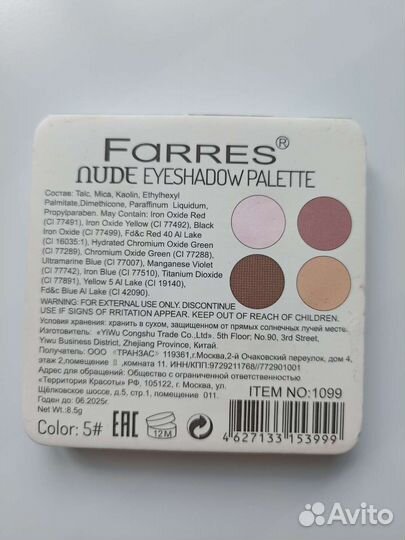 FARRES®
NUDE EYESHADOW PALETTE
Состав: Talc, Mica, Kaolin, Ethylhexyl
Palmitate,Dimethicone, Paraffinum Liquidum,
Propylparaben. May Contain: Iron Oxide Red
(CI 77491), Iron Oxide Yellow (CI 77492), Black
Iron Oxide (CI 77499), Fd&c Red 40 Al Lake
(CI 16035:1), Hydrated Chromium Oxide Green
(CI 77289), Chromium Oxide Green (CI 77288),
Ultramarine Blue (CI 77007), Manganese Violet
(CI 77742), Iron Blue (CI 77510), Titanium Dioxide
(CI 77891), Yellow 5 Al Lake (CI 19140),
Fd&c Blue Al Lake (CI 42090).
WARNING: FOR EXTERNAL USE ONLY. DISCONTINUE
USE IF SIGNS OF IRRITATION APPEAR. KEEP OUT OF REACH OF CHILDREN!
Условия хранения: хранить в сухом, защищенном от прямых солнечных лучей месте.
Изготовитель: «YiWu Congshu Trade Co.,Ltd». 5th Floor; No.90, 3rd Street,
Yiwu Business District, Zhejiang Province, Китай.
Получатель: ООО «ТРАНЗАС» 119361,г.Москва,2-й Очаковский переулок, дом 4,
этаж 2,помещение 2, комната 11. ИНН/КПП:9729211768//772901001
Адрес для обращений: Общество с ограниченной ответственностью
«Территория Красоты» РФ, 105122, г. Москва, ул.
Щёлковское шоссе, д.5, стр.1, помещение 011.
Годен до 06.2025г.
Net Wt.:8.5g
ITEM NO:1099
Color: 5#
EAC
12M
4 627133 153999
Avito